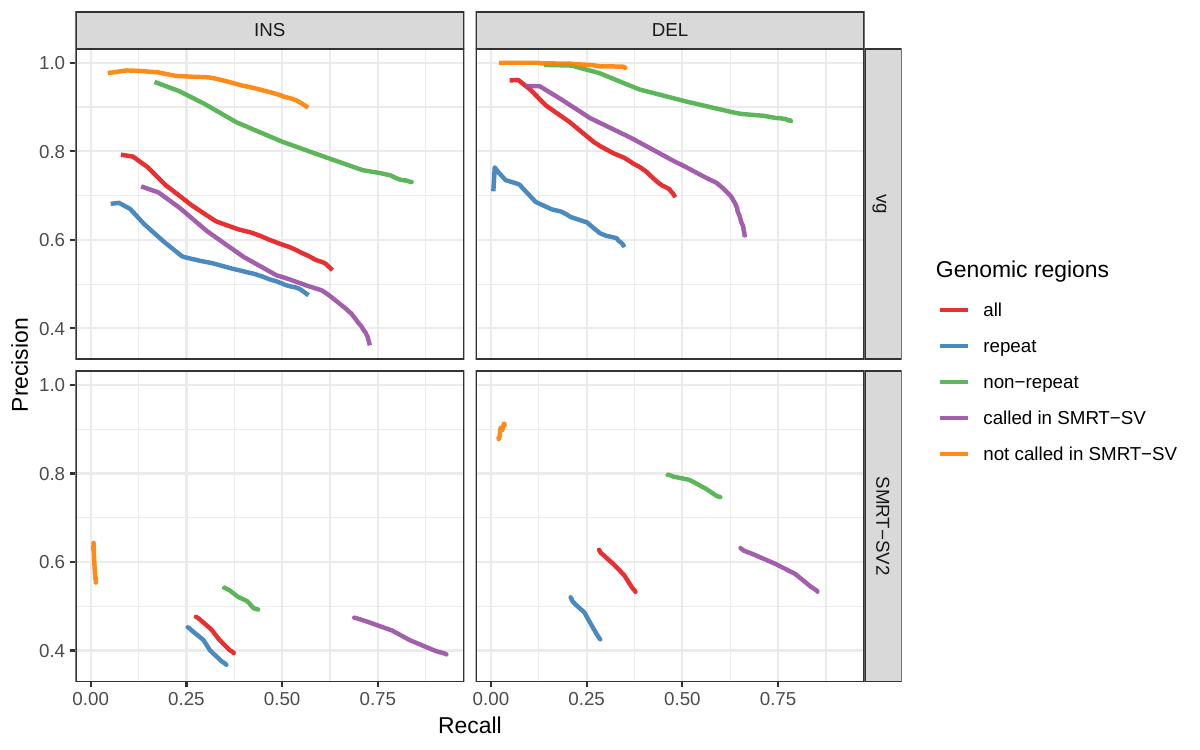 INS
DEL
1.0
0.8
0.6
0.4
vg
1.0
0.8
0.6
0.4
SMRT−SV2
0.00
0.25
0.50
0.75
0.00
0.25
0.50
0.75
Recall
Precision
Genomic regions
all
repeat
non−repeat
called in SMRT−SV
not called in SMRT−SV